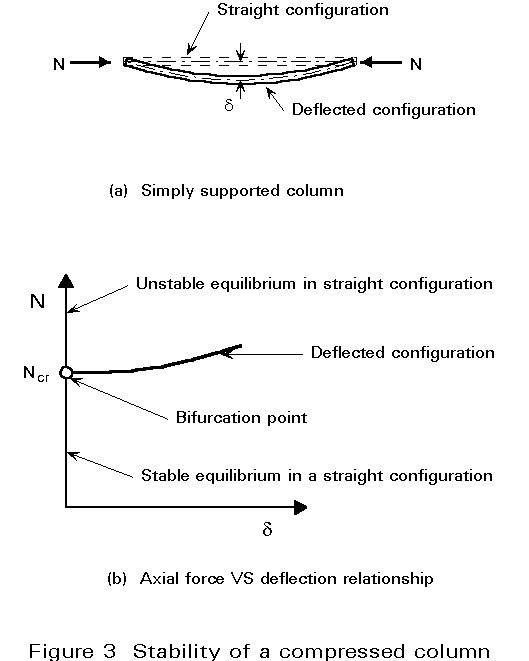 Straight configuration
N
N
δ
Deflected configuration
(a) Simply supported column
Unstable equilibrium in straight configuration
N
Deflected configuration
Ncr
Bifurcation point
Stable equilibrium in a straight configuration
δ
(b) Axial force VS deflection relationship
Figure 3 Stability of a compressed column